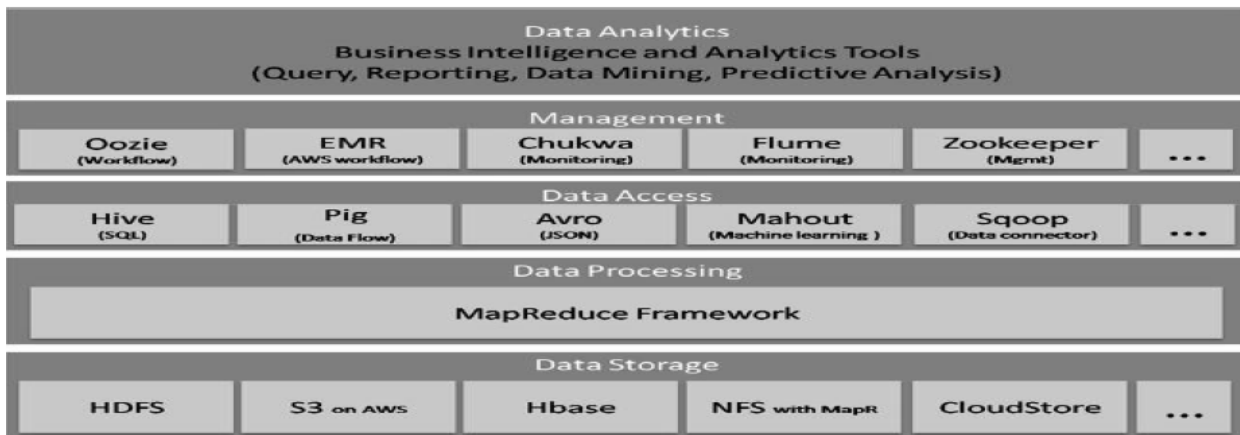 Data Analytics
Business Intelligence and Analytics Tools
(Query, Reporting, Data Mining, Predictive Analysis)
Management
Oozie
(Workflow)
EMR
(AWS workflow)
Chukwa
(Monitoring)
Flume
(Monitoring)
Zookeeper
(Mgmt)
...
Data Access
Hive
(SQL)
Pig
(Data Flow)
Avro
(JSON)
Mahout
(Machine learning )
Sqoop
(Data connector)
...
Data Processing
MapReduce Framework
Data Storage
HDFS
S3 on AWS
Hbase
NFS with MapR
CloudStore
...